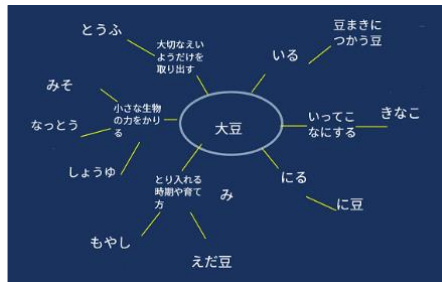 とうふ
大切なえい
ようだけを
取り出す
いる
豆まきに
つかう豆
みそ
小さな生物
の力をかり
る
なっとう
しょうゆ
大豆
いってこ
なにする
きなこ
にる
に豆
とり入れる
時期や育て
方
み
もやし
えだ豆